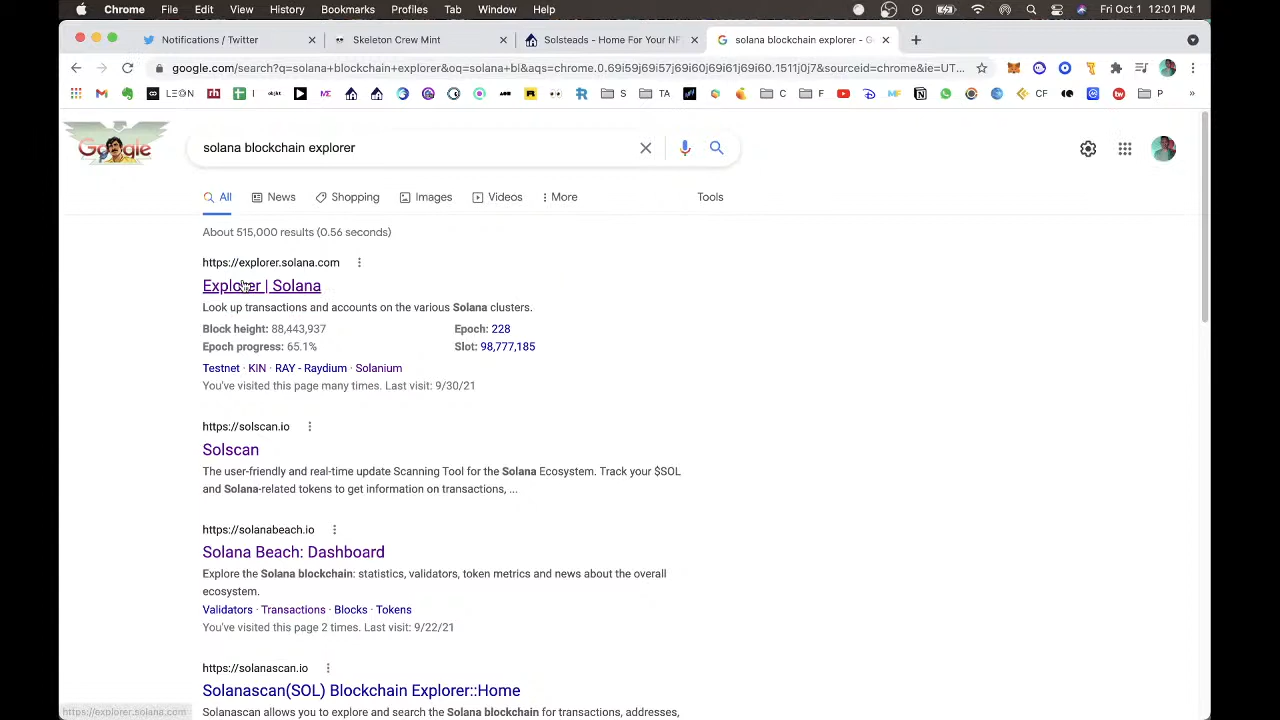 Chrome File Edit View History Bookmarks Profiles Tab Window Help Fri Oct 1 12:01 PM
Notifications / Twitter Skeleton Crew Mint Solsteads - Home For Your NF solana blockchain explorer - G
google.com/search?q=solana+blockchain+explorer&oq=solana+bl&aqs=chrome.0.69i59j69i57j69i60j69i61j69i60.1511j0j7&sourceid=chrome&ie=UT...
LEON S TA C F CF P »
Google
solana blockchain explorer
All News Shopping Images Videos More Tools
About 515,000 results (0.56 seconds)
https://explorer.solana.com
Explorer | Solana
Look up transactions and accounts on the various Solana clusters.
Block height: 88,443,937 Epoch: 228
Epoch progress: 65.1% Slot: 98,777,185
Testnet · KIN · RAY - Raydium · Solanium
You've visited this page many times. Last visit: 9/30/21
https://solscan.io
Solscan
The user-friendly and real-time update Scanning Tool for the Solana Ecosystem. Track your $SOL
and Solana-related tokens to get information on transactions, ...
https://solanabeach.io
Solana Beach: Dashboard
Explore the Solana blockchain: statistics, validators, token metrics and news about the overall
ecosystem.
Validators · Transactions · Blocks · Tokens
You've visited this page 2 times. Last visit: 9/22/21
https://solanascan.io
Solanascan(SOL) Blockchain Explorer::Home
Solanascan allows you to explore and search the Solana blockchain for transactions, addresses,
https://explorer.solana.com